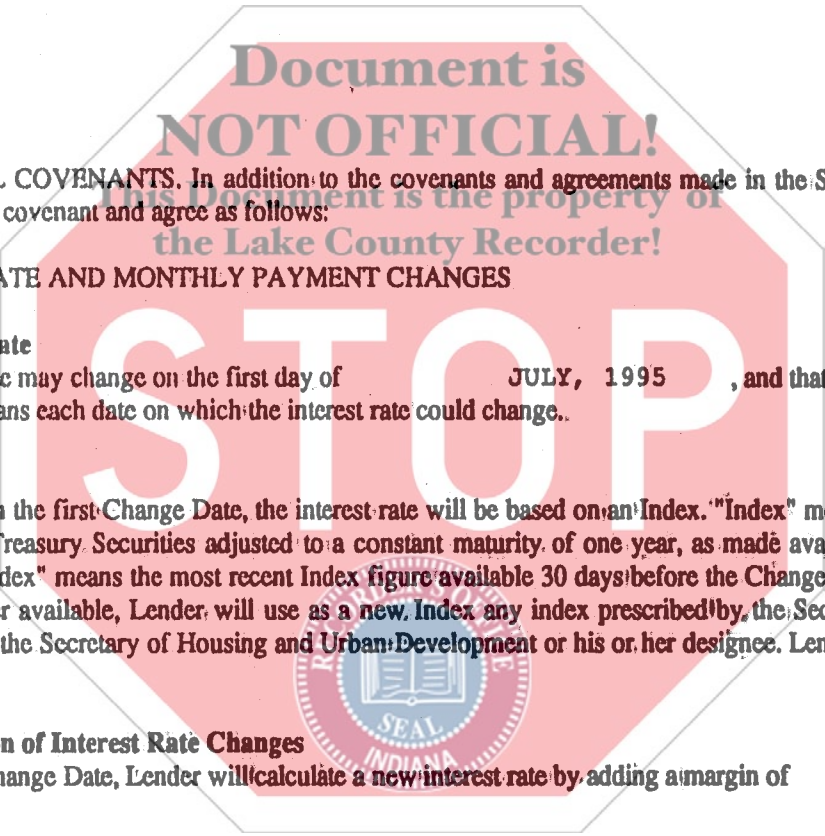 Document is
NOT OFFICIAL!
COVENANTS. In addition to the covenants and agreements made in the
This Document is the property of
covenant and agree as follows:
the Lake County Recorder!
ATE AND MONTHLY PAYMENT CHANGES
ate
may change on the first day of JULY, 1995 , and that
ans each date on which the interest rate could change.
STOP
the first Change Date, the interest rate will be based on an Index. "Index"
Treasury Securities adjusted to a constant maturity of one year, as made
dex" means the most recent Index figure available 30 days before the Change
available, Lender will use as a new Index any index prescribed by the
the Secretary of Housing and Urban Development or his or her designee.
RECORDER'S OFFICE
SEAL
INDIANA
n of Interest Rate Changes
hange Date, Lender will calculate a new interest rate by adding a margin of